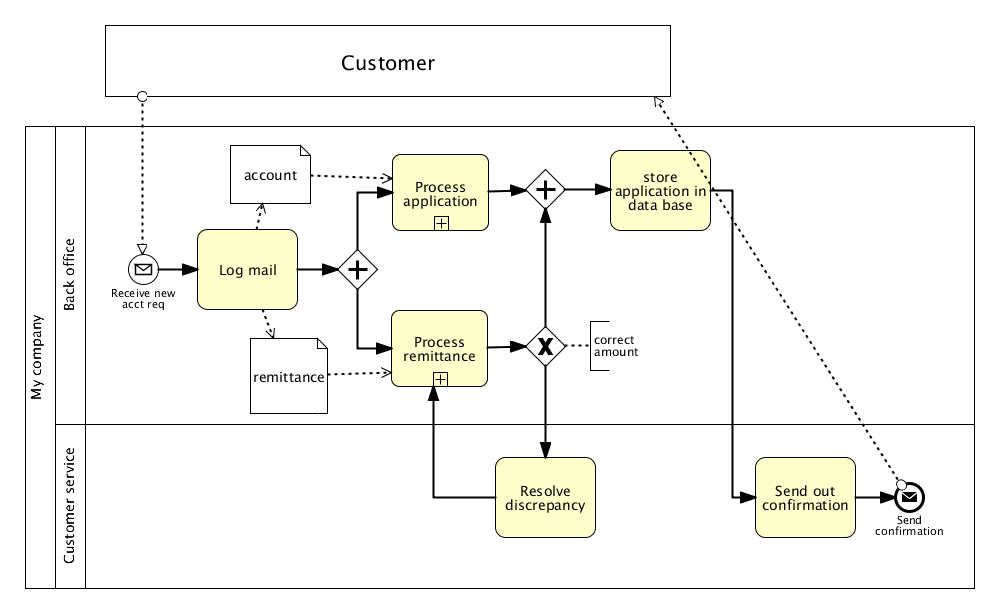 Customer
My company
Back office
Customer service
account
Process
application
store
application in
data base
Log mail
Receive new
acct req
Process
remittance
correct
amount
remittance
Resolve
discrepancy
Send out
confirmation
Send
confirmation